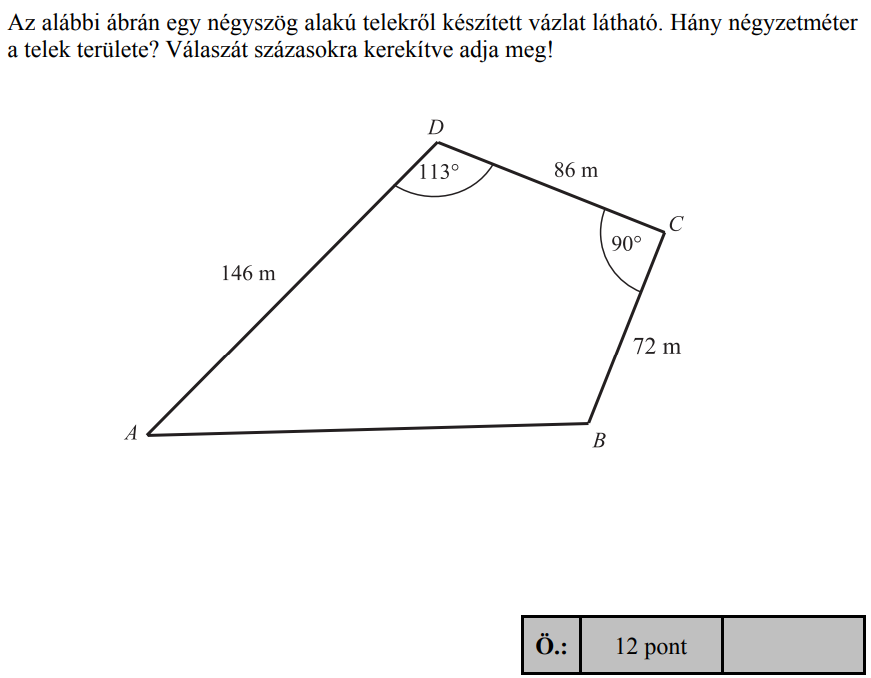 Az alábbi ábrán egy négyszög alakú telekről készített vázlat látható. Hány négyzetméter
a telek területe? Válaszát százasokra kerekítve adja meg!
D
113°
86 m
C
90°
146 m
72 m
A
B
Ö.: 12 pont